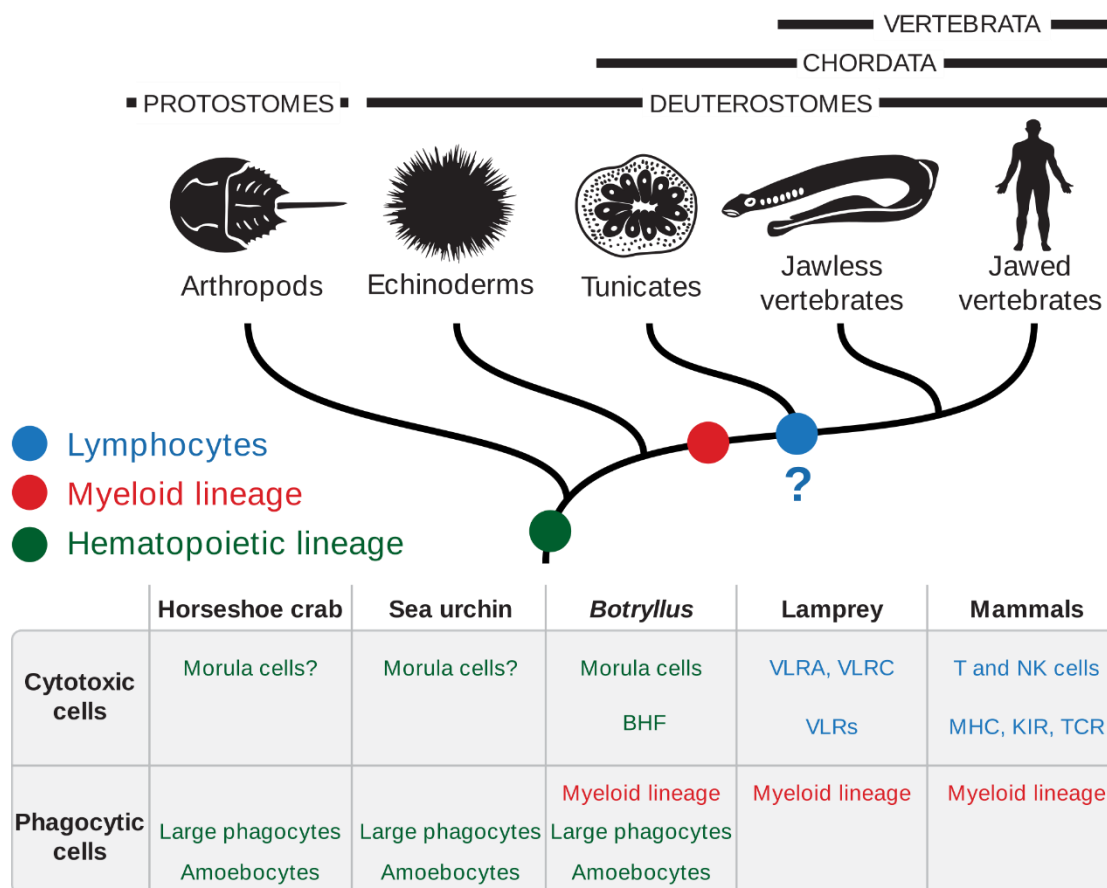 VERTEBRATA
CHORDATA
PROTOSTOMES
DEUTEROSTOMES
Arthropods
Echinoderms
Tunicates
Jawless
vertebrates
Jawed
vertebrates
Lymphocytes
Myeloid lineage
Hematopoietic lineage
?
Horseshoe crab Sea urchin Botryllus Lamprey Mammals
Cytotoxic
cells
Morula cells? Morula cells? Morula cells VLRA, VLRC T and NK cells
BHF VLRs MHC, KIR, TCR
Phagocytic
cells
Myeloid lineage Myeloid lineage Myeloid lineage
Large phagocytes Large phagocytes Large phagocytes
Amoebocytes Amoebocytes Amoebocytes